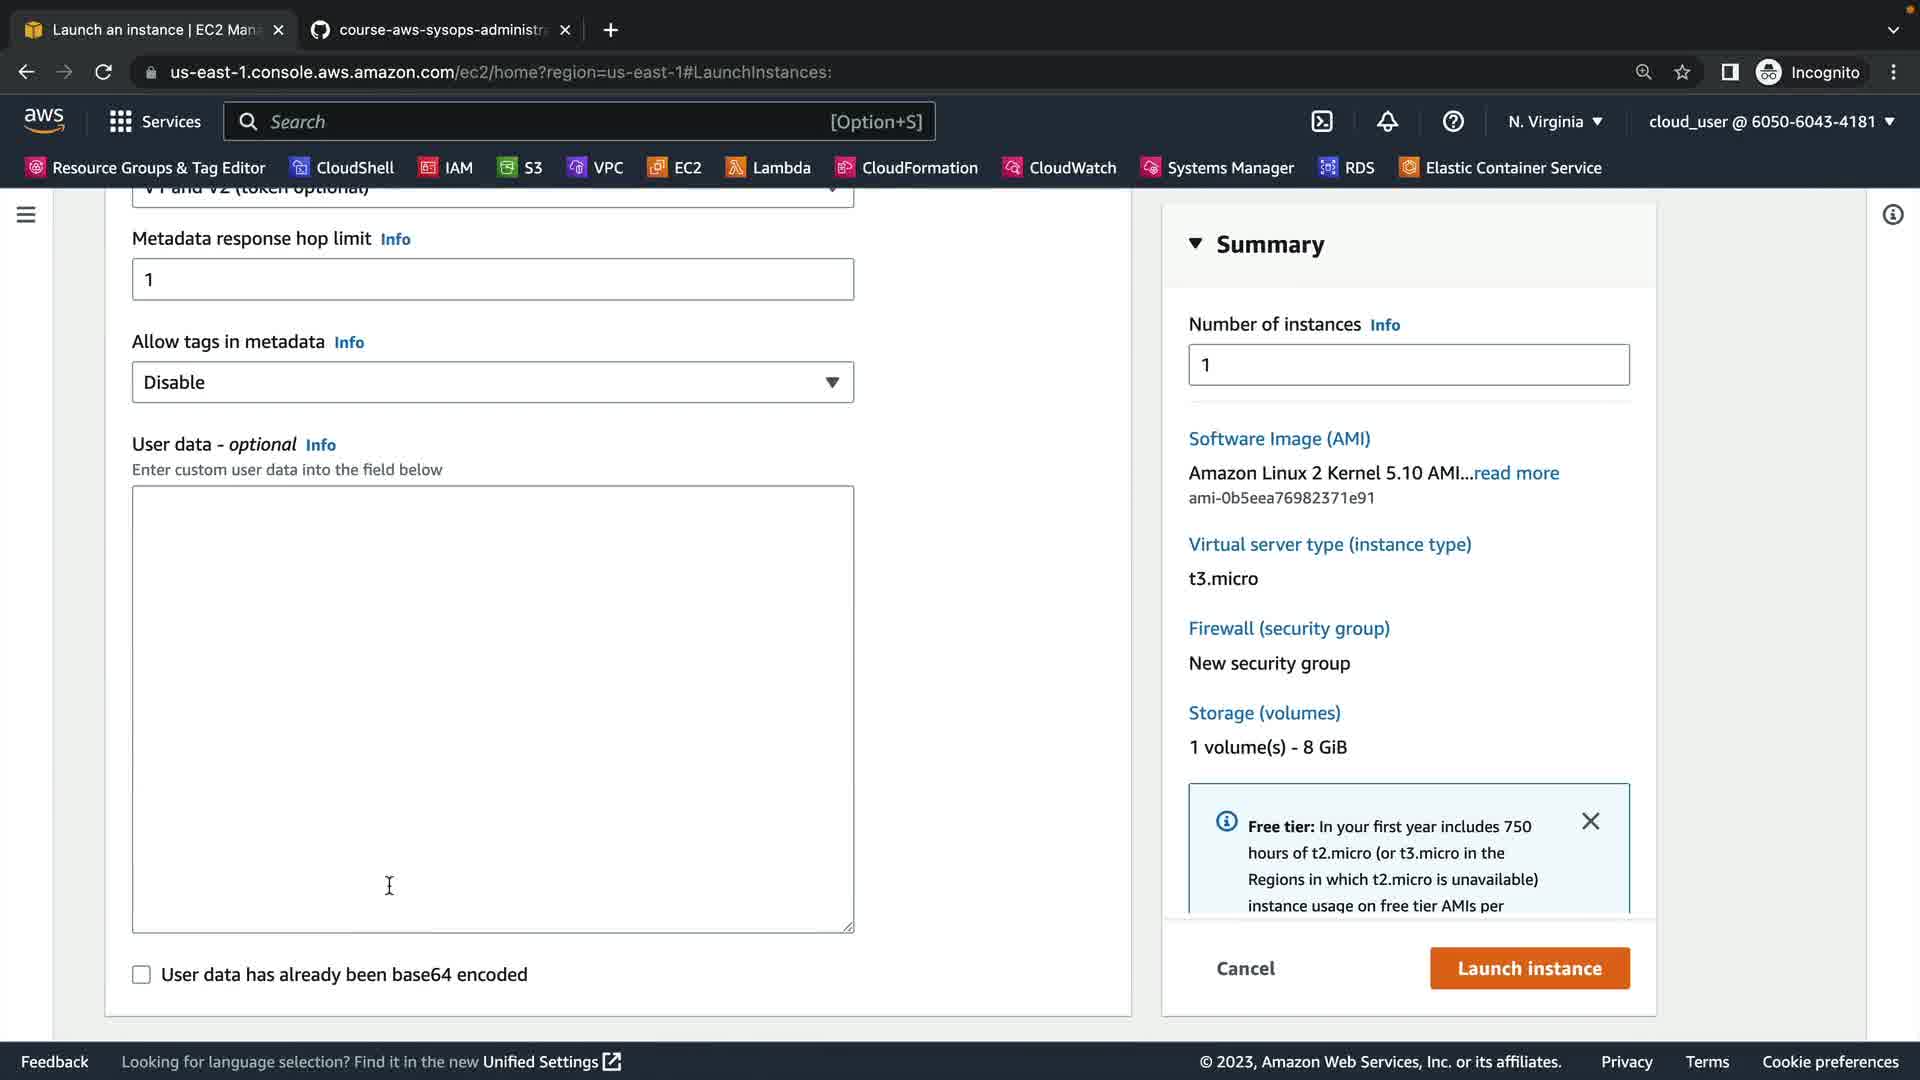 Launch an instance | EC2 Man
course-aws-sysops-administr
us-east-1.console.aws.amazon.com/ec2/home?region=us-east-1#LaunchInstances:
Incognito
aws
Services
Search
[Option+S]
N. Virginia
cloud_user @ 6050-6043-4181
Resource Groups & Tag Editor
CloudShell
IAM
S3
VPC
EC2
Lambda
CloudFormation
CloudWatch
Systems Manager
RDS
Elastic Container Service
V1 and V2 (token optional)
Metadata response hop limit Info
1
Allow tags in metadata Info
Disable
User data - optional Info
Enter custom user data into the field below
User data has already been base64 encoded
Summary
Number of instances Info
1
Software Image (AMI)
Amazon Linux 2 Kernel 5.10 AMI...read more
ami-0b5eea76982371e91
Virtual server type (instance type)
t3.micro
Firewall (security group)
New security group
Storage (volumes)
1 volume(s) - 8 GiB
Free tier: In your first year includes 750
hours of t2.micro (or t3.micro in the
Regions in which t2.micro is unavailable)
instance usage on free tier AMIs per
Cancel
Launch instance
Feedback
Looking for language selection? Find it in the new Unified Settings
© 2023, Amazon Web Services, Inc. or its affiliates.
Privacy
Terms
Cookie preferences